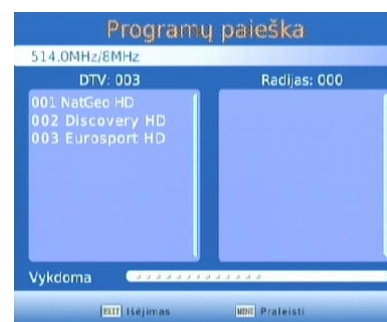 Programų paieška
514.0MHz/8MHz
DTV: 003
Radijas: 000
001 NatGeo HD
002 Discovery HD
003 Eurosport HD
Vykdoma
EXIT Išėjimas
MENU Praleisti